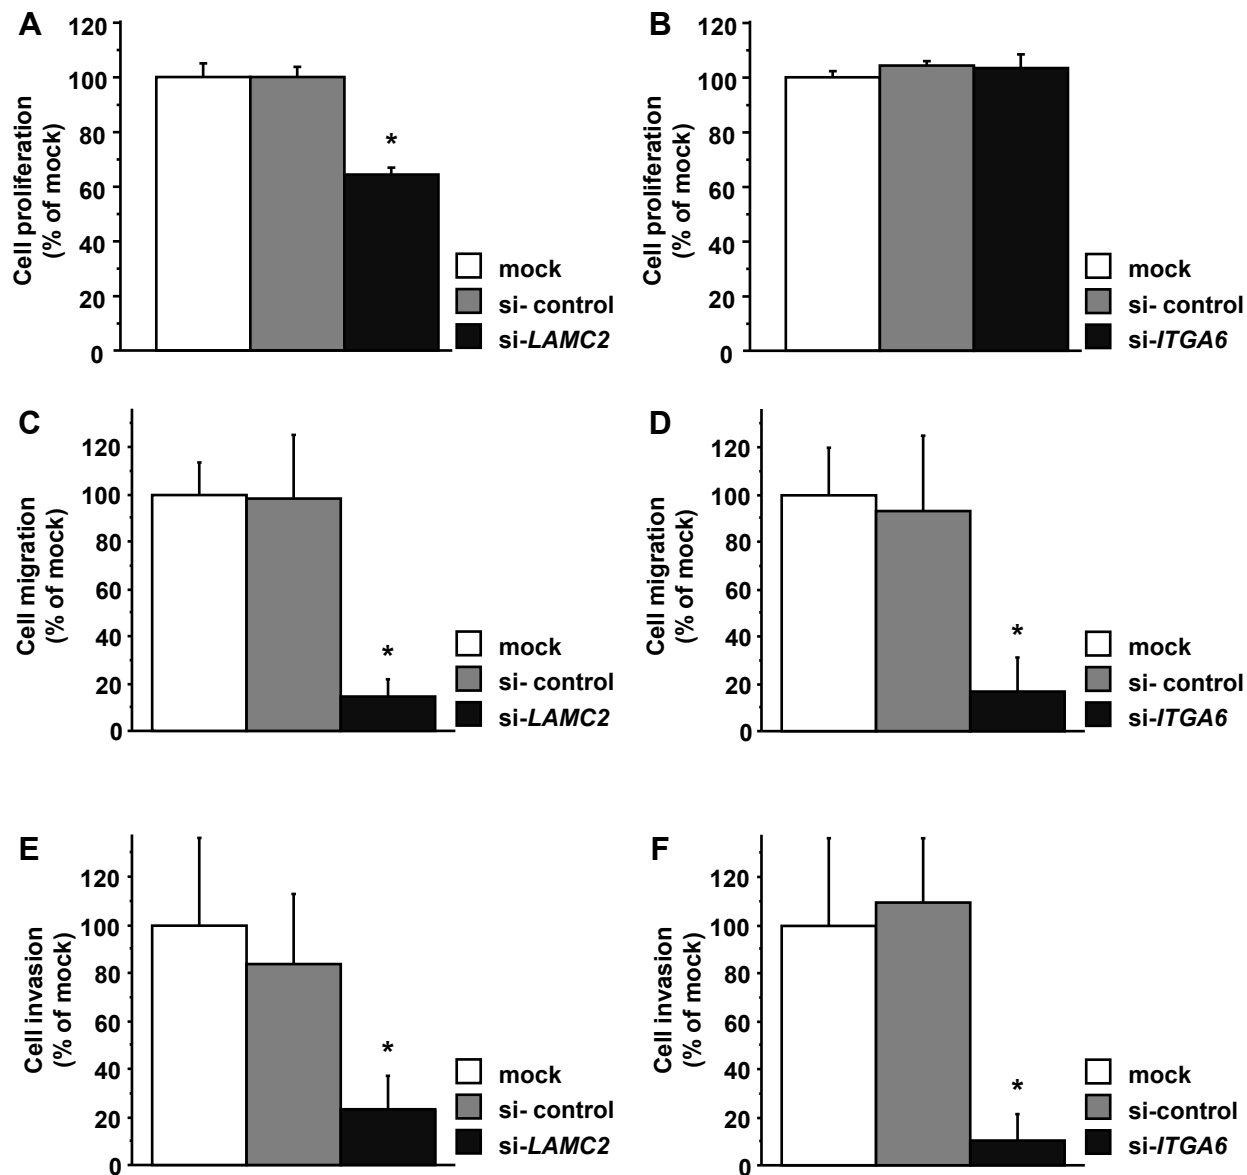 A
Cell proliferation
(% of mock)
120
100
80
60
40
20
0
*
mock
si- control
si-LAMC2
B
Cell proliferation
(% of mock)
120
100
80
60
40
20
0
mock
si- control
si-ITGA6
C
Cell migration
(% of mock)
120
100
80
60
40
20
0
*
mock
si- control
si-LAMC2
D
Cell migration
(% of mock)
120
100
80
60
40
20
0
*
mock
si- control
si-ITGA6
E
Cell invasion
(% of mock)
120
100
80
60
40
20
0
*
mock
si- control
si-LAMC2
F
Cell invasion
(% of mock)
120
100
80
60
40
20
0
*
mock
si-control
si-ITGA6